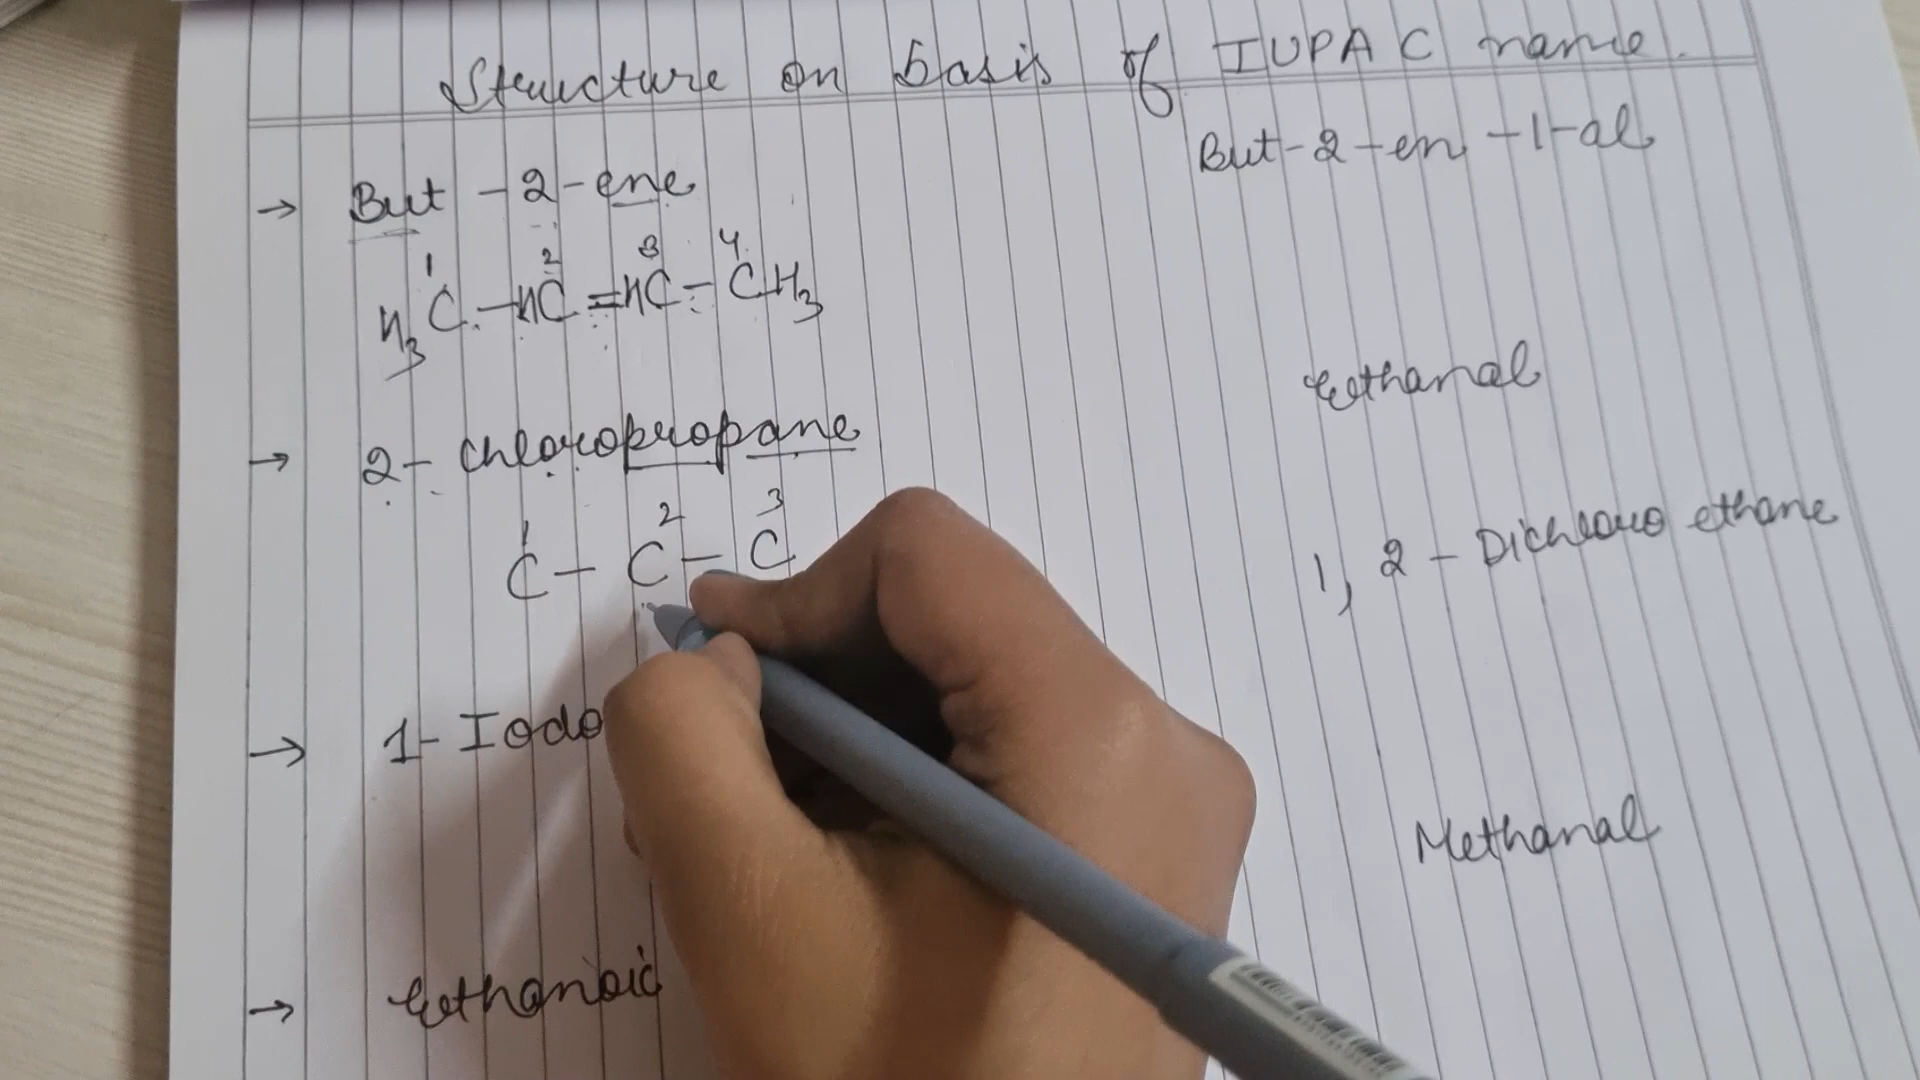 Structure on basis of IUPAC name.
→ But-2-ene
1 2 3 4
H3C-HC=HC-CH3
→ 2-chloropropane
1 2 3
C-C-C
→ 1-Iodo
→ Ethanoic
But-2-en-1-al
Ethanal
1, 2-Dichloro ethane
Methanal